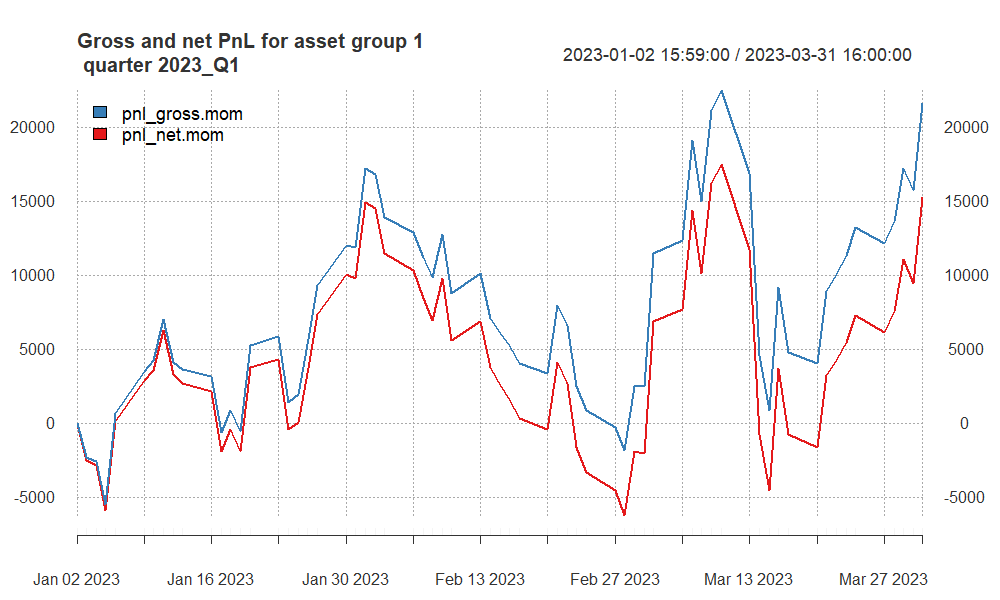 Gross and net PnL for asset group 1
quarter 2023_Q1
2023-01-02 15:59:00 / 2023-03-31 16:00:00
pnl_gross.mom
pnl_net.mom
20000 20000
15000 15000
10000 10000
5000 5000
0 0
-5000 -5000
Jan 02 2023 Jan 16 2023 Jan 30 2023 Feb 13 2023 Feb 27 2023 Mar 13 2023 Mar 27 2023